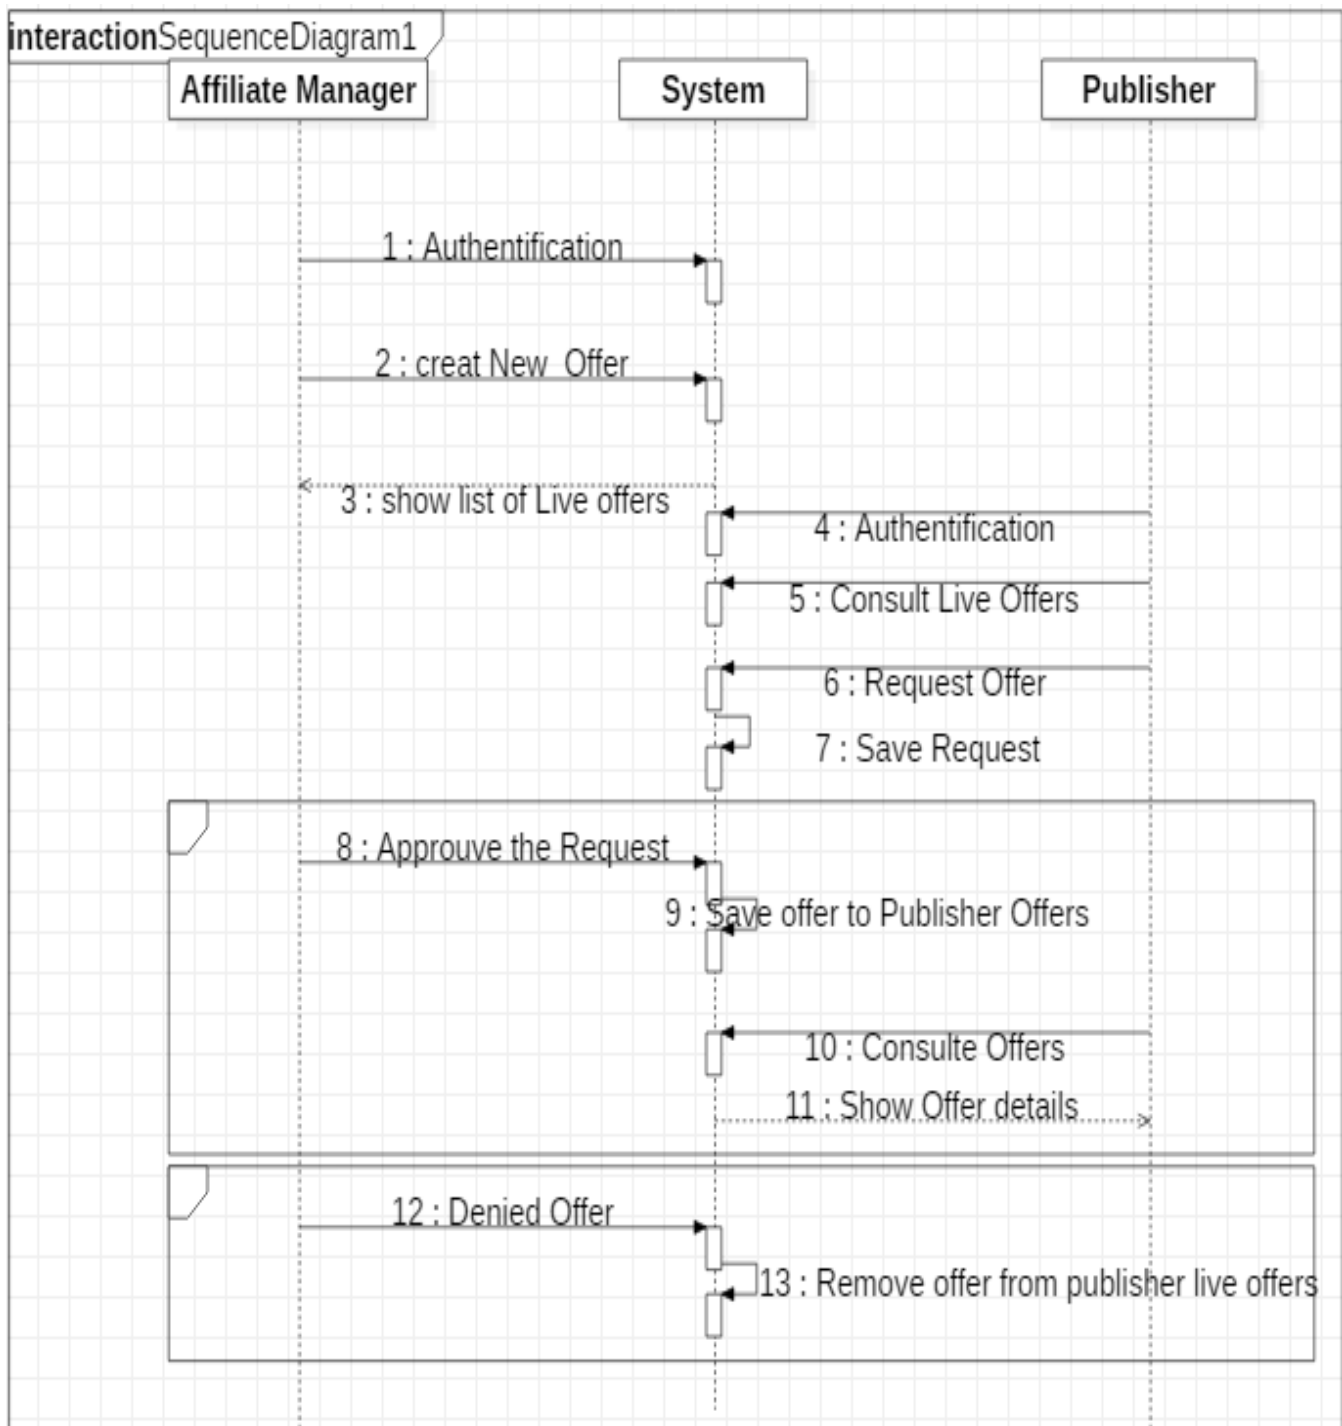 interactionSequenceDiagram1
Affiliate Manager
System
Publisher
1 : Authentification
2 : creat New  Offer
3 : show list of Live offers
4 : Authentification
5 : Consult Live Offers
6 : Request Offer
7 : Save Request
8 : Approuve the Request
9 : Save offer to Publisher Offers
10 : Consulte Offers
11 : Show Offer details
12 : Denied Offer
13 : Remove offer from publisher live offers